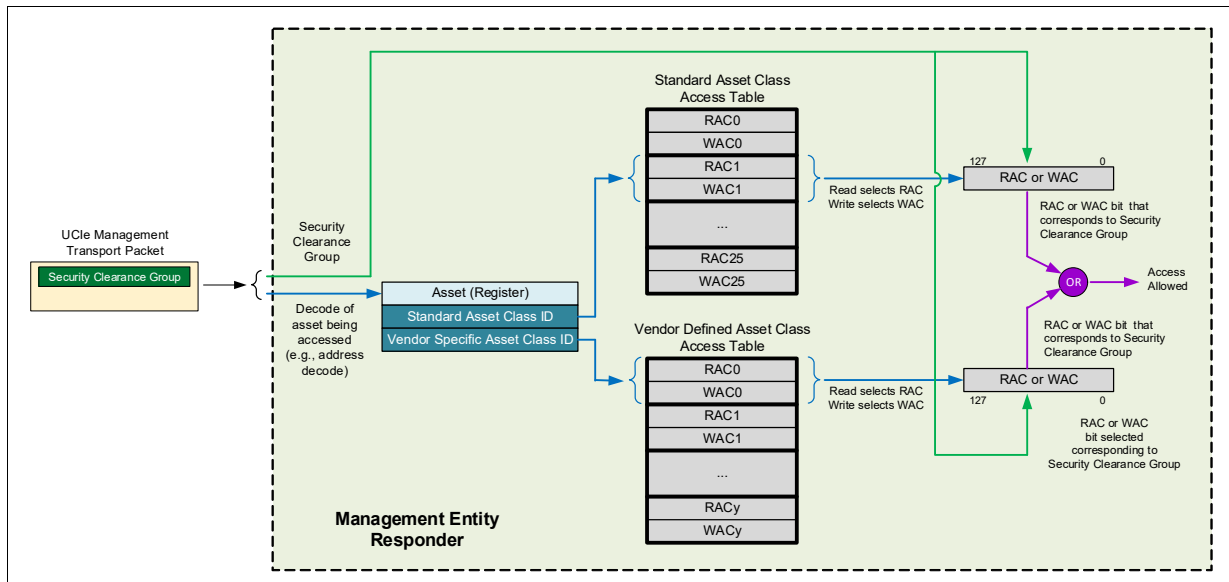 UCIe Management
Transport Packet
Security Clearance Group
Security
Clearance
Group
Decode of
asset being
accessed
(e.g., address
decode)
Asset (Register)
Standard Asset Class ID
Vendor Specific Asset Class ID
Standard Asset Class
Access Table
RAC0
WAC0
RAC1
WAC1
...
RAC25
WAC25
Read selects RAC
Write selects WAC
127 0
RAC or WAC
RAC or WAC bit that
corresponds to Security
Clearance Group
OR
Access
Allowed
Vendor Defined Asset Class
Access Table
RAC0
WAC0
RAC1
WAC1
...
RACy
WACy
Read selects RAC
Write selects WAC
RAC or WAC bit that
corresponds to Security
Clearance Group
RAC or WAC
127 0
RAC or WAC
bit selected
corresponding to
Security Clearance Group
Management Entity
Responder